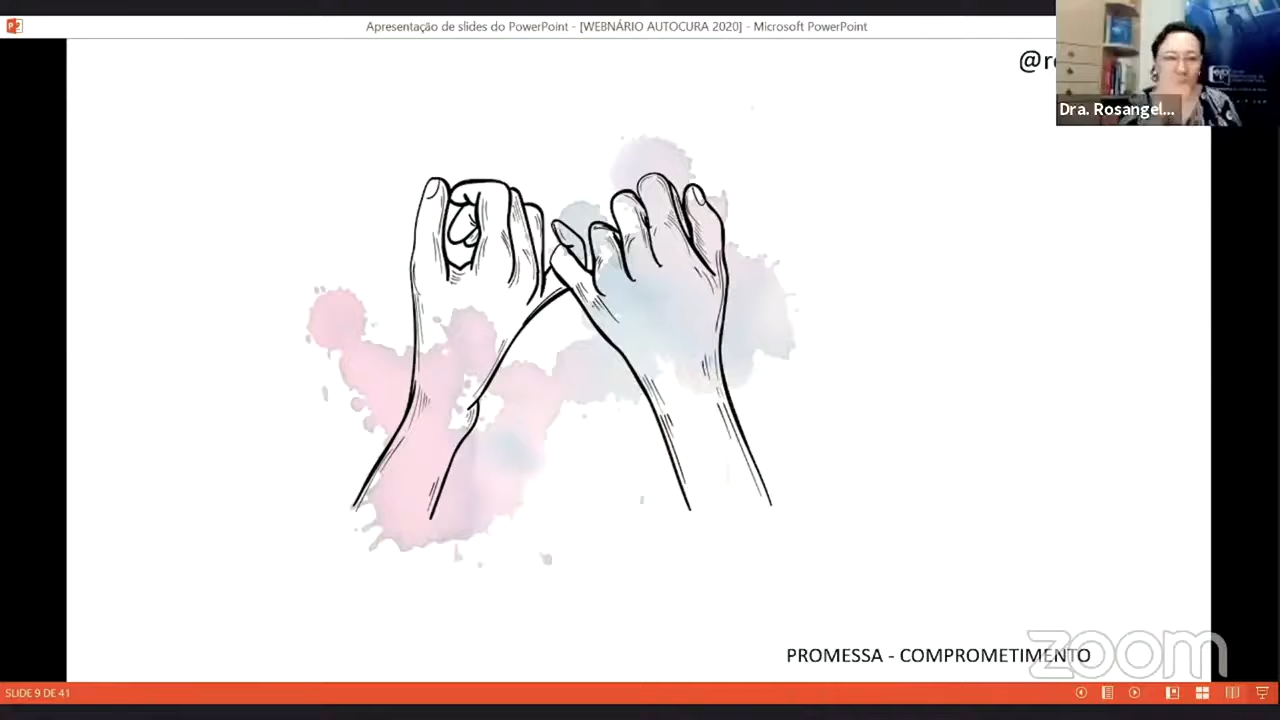 Apresentação de slides do PowerPoint - [WEBNÁRIO AUTOCURA 2020] - Microsoft PowerPoint
Dra. Rosangel...
PROMESSA - COMPROMETIMENTO
zoom
SLIDE 9 DE 41